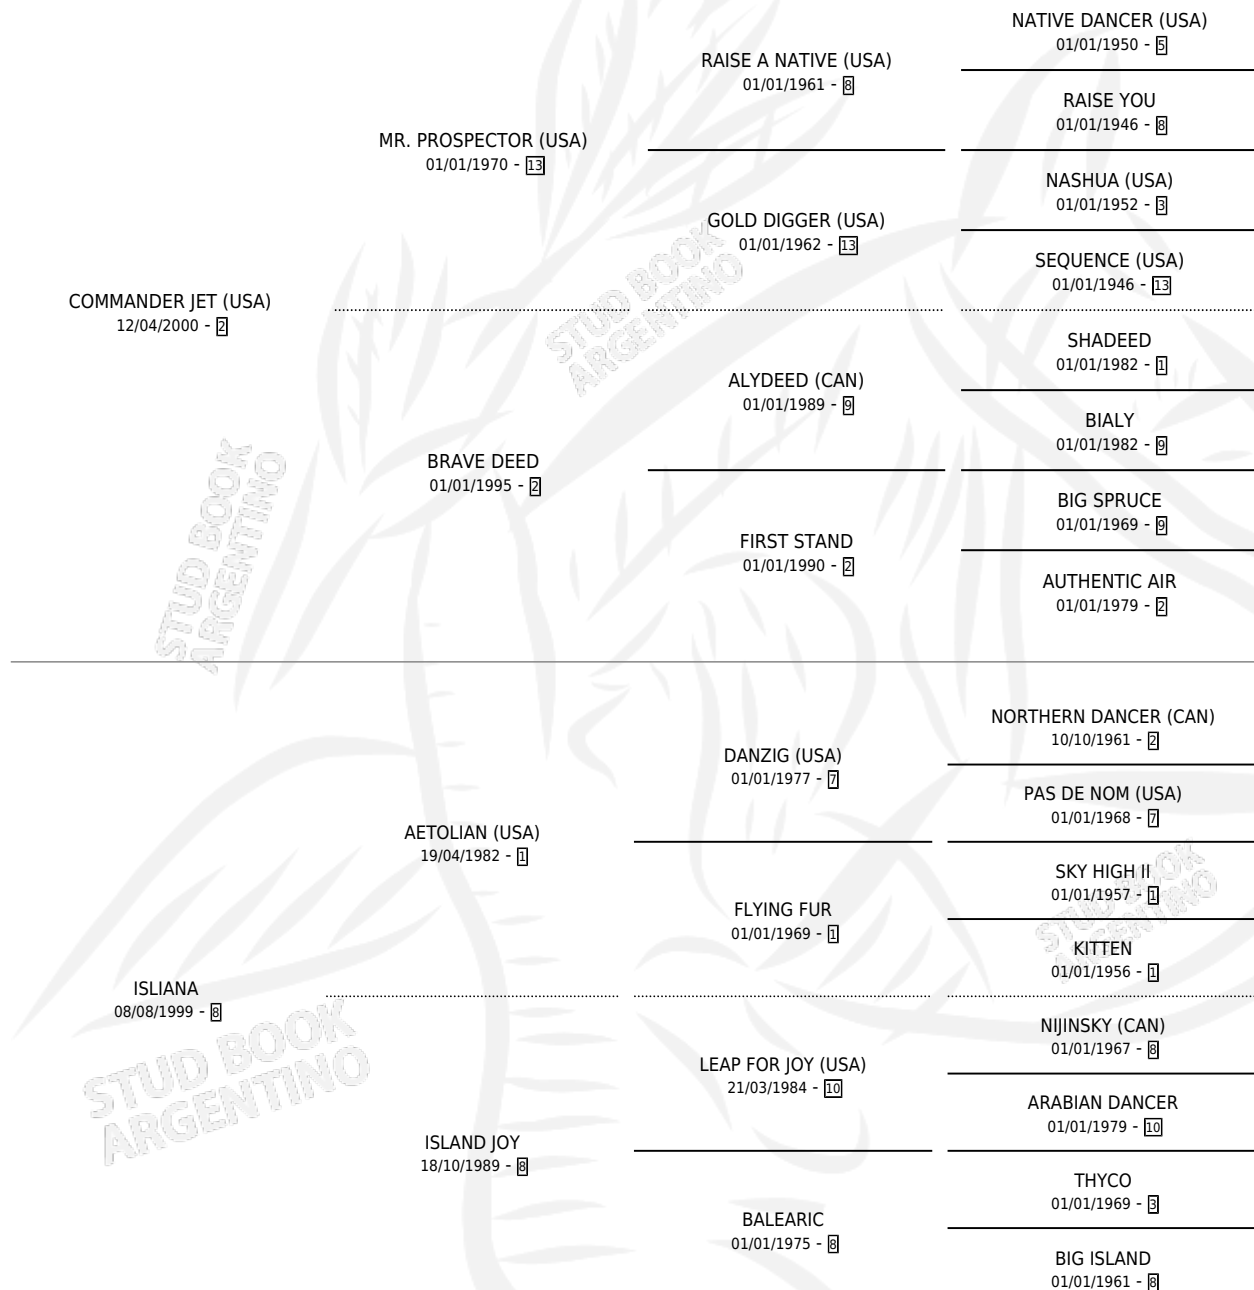 NATIVE DANCER (USA)
01/01/1950 - 5
RAISE A NATIVE (USA)
01/01/1961 - 8
RAISE YOU
01/01/1946 - 8
MR. PROSPECTOR (USA)
01/01/1970 - 13
NASHUA (USA)
01/01/1952 - 3
GOLD DIGGER (USA)
01/01/1962 - 13
SEQUENCE (USA)
01/01/1946 - 13
COMMANDER JET (USA)
12/04/2000 - 2
SHADEED
01/01/1982 - 1
ALYDEED (CAN)
01/01/1989 - 9
BIALY
01/01/1982 - 9
BRAVE DEED
01/01/1995 - 2
BIG SPRUCE
01/01/1969 - 9
FIRST STAND
01/01/1990 - 2
AUTHENTIC AIR
01/01/1979 - 2
NORTHERN DANCER (CAN)
10/10/1961 - 2
DANZIG (USA)
01/01/1977 - 7
PAS DE NOM (USA)
01/01/1968 - 7
AETOLIAN (USA)
19/04/1982 - 1
SKY HIGH II
01/01/1957 - 1
FLYING FUR
01/01/1969 - 1
KITTEN
01/01/1956 - 1
ISLIANA
08/08/1999 - 8
NIJINSKY (CAN)
01/01/1967 - 8
LEAP FOR JOY (USA)
21/03/1984 - 10
ARABIAN DANCER
01/01/1979 - 10
ISLAND JOY
18/10/1989 - 8
THYCO
01/01/1969 - 3
BALEARIC
01/01/1975 - 8
BIG ISLAND
01/01/1961 - 8
STUD BOOK
ARGENTINO
STUD BOOK
ARGENTINO
STUD BOOK
ARGENTINO
STUD BOOK
ARGENTINO